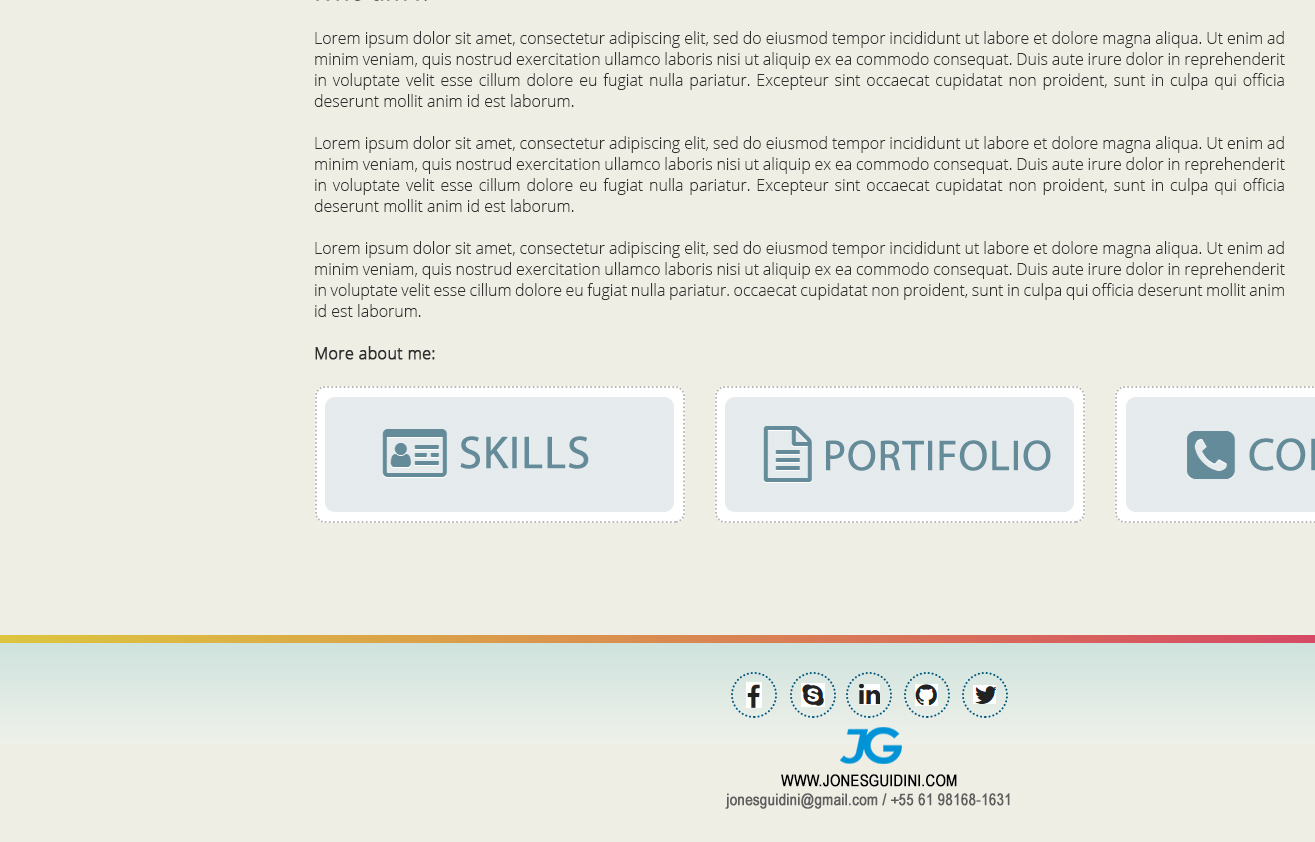 Lorem ipsum dolor sit amet, consectetur adipiscing elit, sed do eiusmod tempor incididunt ut labore et dolore magna aliqua. Ut enim ad
minim veniam, quis nostrud exercitation ullamco laboris nisi ut aliquip ex ea commodo consequat. Duis aute irure dolor in reprehenderit
in voluptate velit esse cillum dolore eu fugiat nulla pariatur. Excepteur sint occaecat cupidatat non proident, sunt in culpa qui officia
deserunt mollit anim id est laborum.
Lorem ipsum dolor sit amet, consectetur adipiscing elit, sed do eiusmod tempor incididunt ut labore et dolore magna aliqua. Ut enim ad
minim veniam, quis nostrud exercitation ullamco laboris nisi ut aliquip ex ea commodo consequat. Duis aute irure dolor in reprehenderit
in voluptate velit esse cillum dolore eu fugiat nulla pariatur. Excepteur sint occaecat cupidatat non proident, sunt in culpa qui officia
deserunt mollit anim id est laborum.
Lorem ipsum dolor sit amet, consectetur adipiscing elit, sed do eiusmod tempor incididunt ut labore et dolore magna aliqua. Ut enim ad
minim veniam, quis nostrud exercitation ullamco laboris nisi ut aliquip ex ea commodo consequat. Duis aute irure dolor in reprehenderit
in voluptate velit esse cillum dolore eu fugiat nulla pariatur. occaecat cupidatat non proident, sunt in culpa qui officia deserunt mollit anim
id est laborum.
More about me:
SKILLS
PORTIFOLIO
JG
WWW.JONESGUIDINI.COM
jonesguidini@gmail.com / +55 61 98168-1631